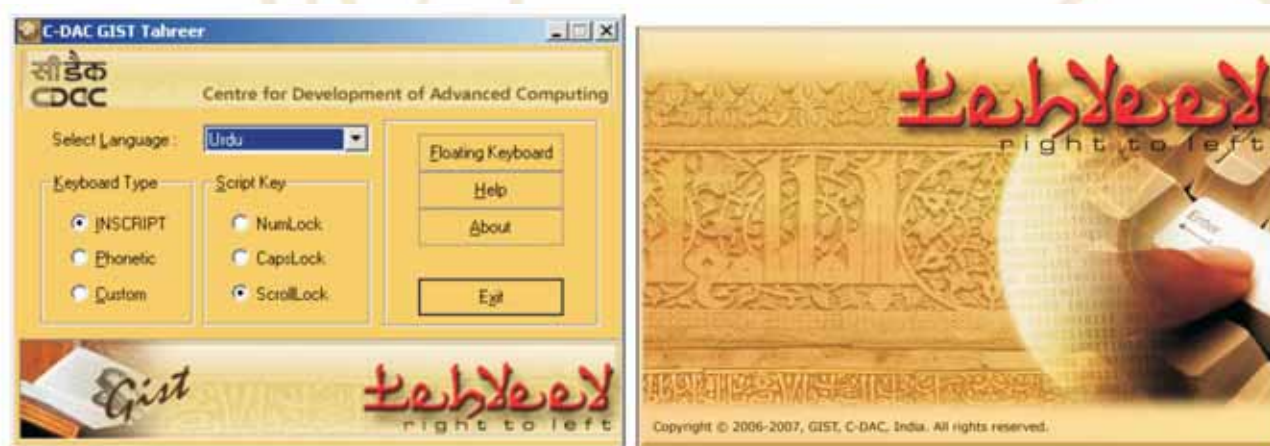 C-DAC GIST Tahreer
सी डैक
CDAC
Centre for Development of Advanced Computing
Select Language :
Urdu
Floating Keyboard
Keyboard Type
Script Key
Help
INSCRIPT
NumLock
About
Phonetic
CapsLock
Custom
ScrollLock
Exit
Gist
tehreer
right to left
tehreer
right to left
Enter
Copyright © 2006-2007, GIST, C-DAC, India. All rights reserved.